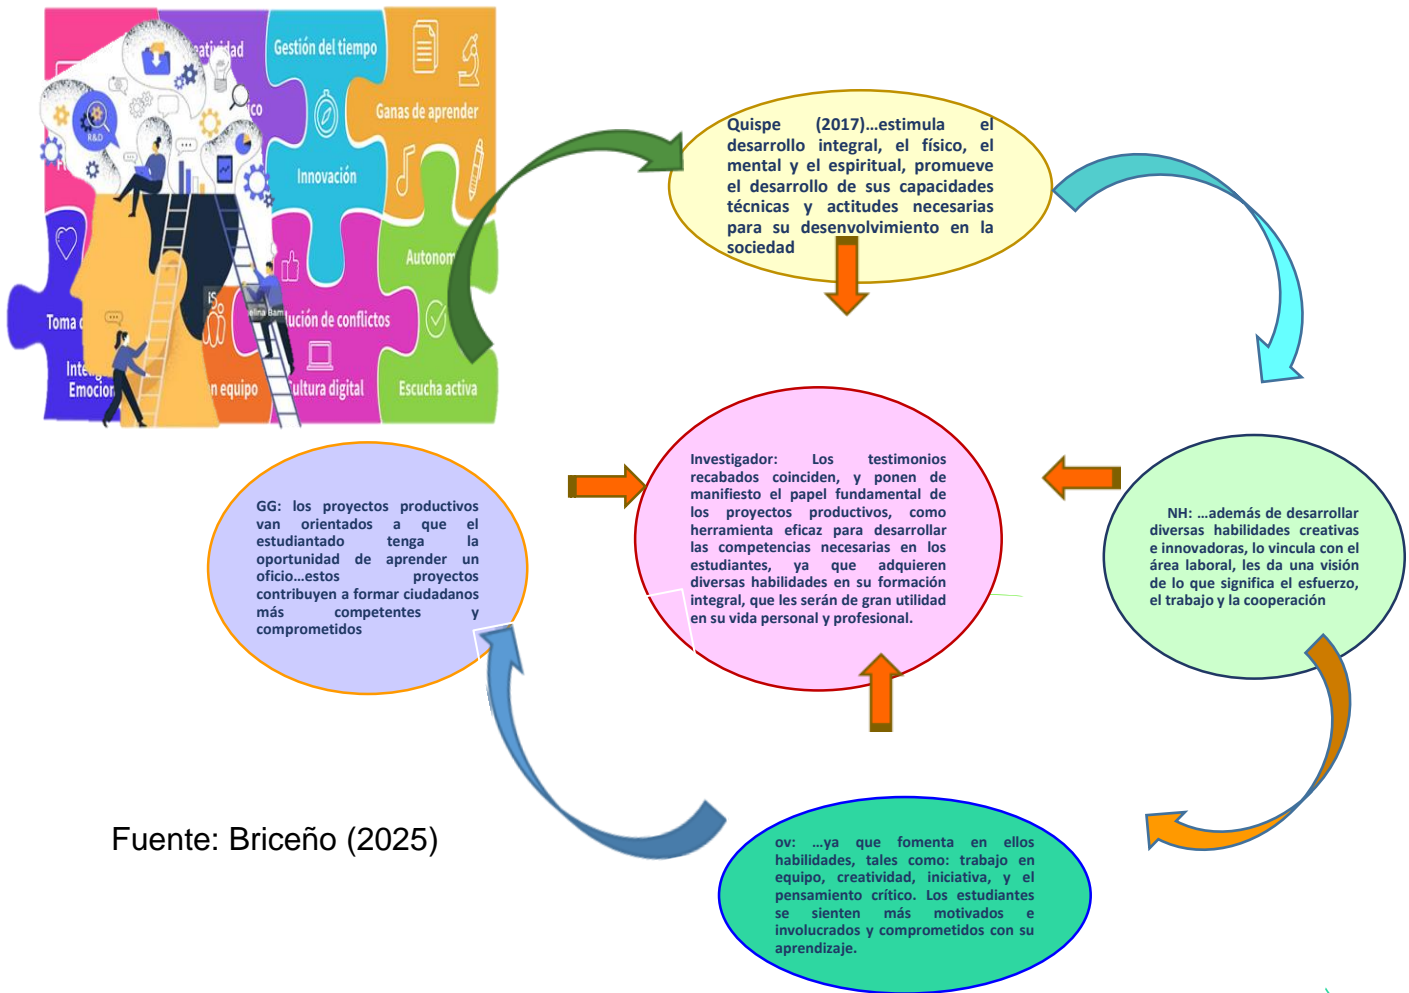 eatividad
Gestión del tiempo
Ganas de aprender
ico
R&D
Innovación
Autonom
Toma
iS
elina Bam
lución de conflictos
Emocion
n equipo
ultura digital
Escucha activa
Quispe (2017)...estimula el
desarrollo integral, el físico, el
mental y el espiritual, promueve
el desarrollo de sus capacidades
técnicas y actitudes necesarias
para su desenvolvimiento en la
sociedad
Investigador: Los testimonios
recabados coinciden, y ponen de
manifiesto el papel fundamental de
los proyectos productivos, como
herramienta eficaz para desarrollar
las competencias necesarias en los
estudiantes, ya que adquieren
diversas habilidades en su formación
integral, que les serán de gran utilidad
en su vida personal y profesional.
GG: los proyectos productivos
van orientados a que el
estudiantado tenga la
oportunidad de aprender un
oficio...estos proyectos
contribuyen a formar ciudadanos
más competentes y
comprometidos
NH: ...además de desarrollar
diversas habilidades creativas
e innovadoras, lo vincula con el
área laboral, les da una visión
de lo que significa el esfuerzo,
el trabajo y la cooperación
ov: ...ya que fomenta en ellos
habilidades, tales como: trabajo en
equipo, creatividad, iniciativa, y el
pensamiento crítico. Los estudiantes
se sienten más motivados e
involucrados y comprometidos con su
aprendizaje.
Fuente: Briceño (2025)